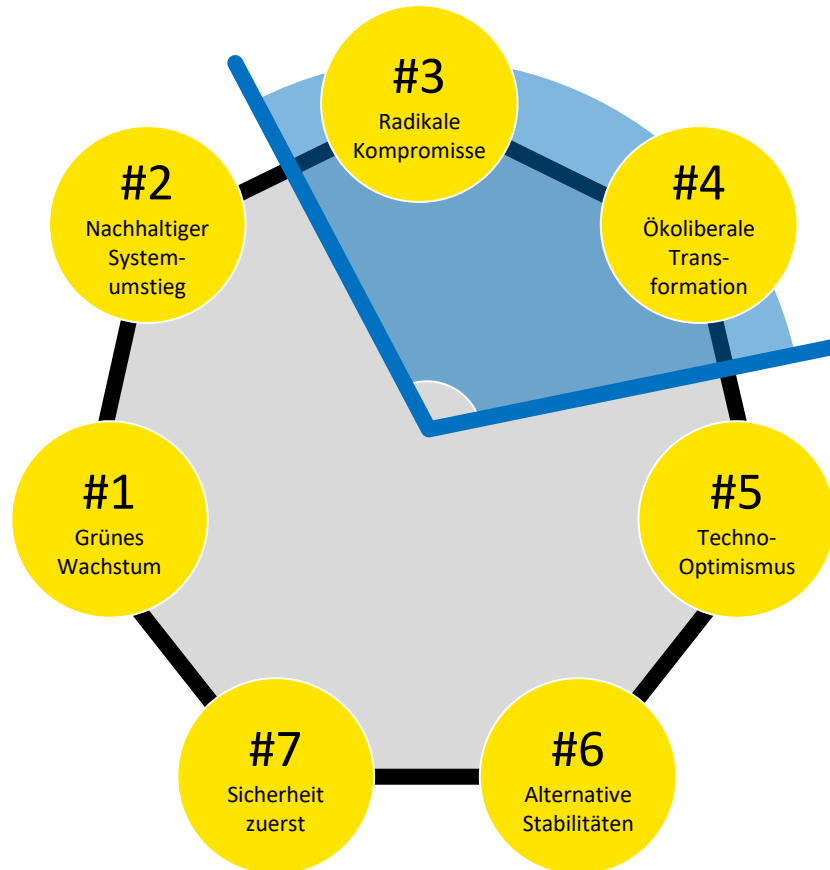 #3
Radikale
Kompromisse
#2
Nachhaltiger
System-
umstieg
#4
Ökoliberale
Trans-
formation
#1
Grünes
Wachstum
#5
Techno-
Optimismus
#7
Sicherheit
zuerst
#6
Alternative
Stabilitäten